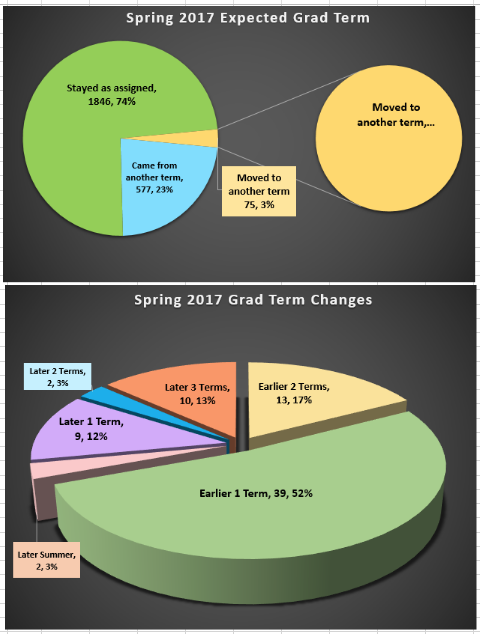 Spring 2017 Expected Grad Term
Stayed as assigned,
1846, 74%
Came from
another term,
577, 23%
Moved to
another term
75, 3%
Moved to
another term,...
Spring 2017 Grad Term Changes
Later 2 Terms,
2, 3%
Later 3 Terms,
10, 13%
Earlier 2 Terms,
13, 17%
Later 1 Term,
9, 12%
Earlier 1 Term, 39, 52%
Later Summer,
2, 3%